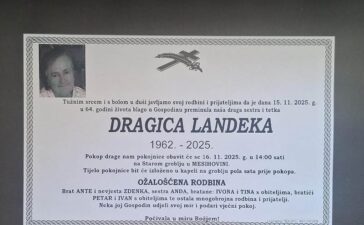 Tužnim srcem i s bolom u duši javljamo svoj rodbini i prijateljima da je dana 15. 11. 2025. g.
u 64. godini života blago u Gospodinu preminula naša draga sestra i tetka
DRAGICA LANDEKA
1962. - 2025.
Pokop drage nam pokojnice obavit će se 16. 11. 2025. g. u 14:00 sati
na Starom groblju u MESIHOVINI.
Tijelo pokojnice bit će izloženo u kapeli na groblju pola sata prije pokopa.
OŽALOŠĆENA RODBINA
Brat ANTE i nevjesta ZDENKA, sestra ANĐA, bratane: IVONA i TINA s obiteljima, bratići
PETAR i IVAN s obiteljima te ostala mnogobrojna rodbina i prijatelji.
Neka joj Gospodin udjeli svoj mir i podari vječni pokoj.
Počivala u miru Božjem!